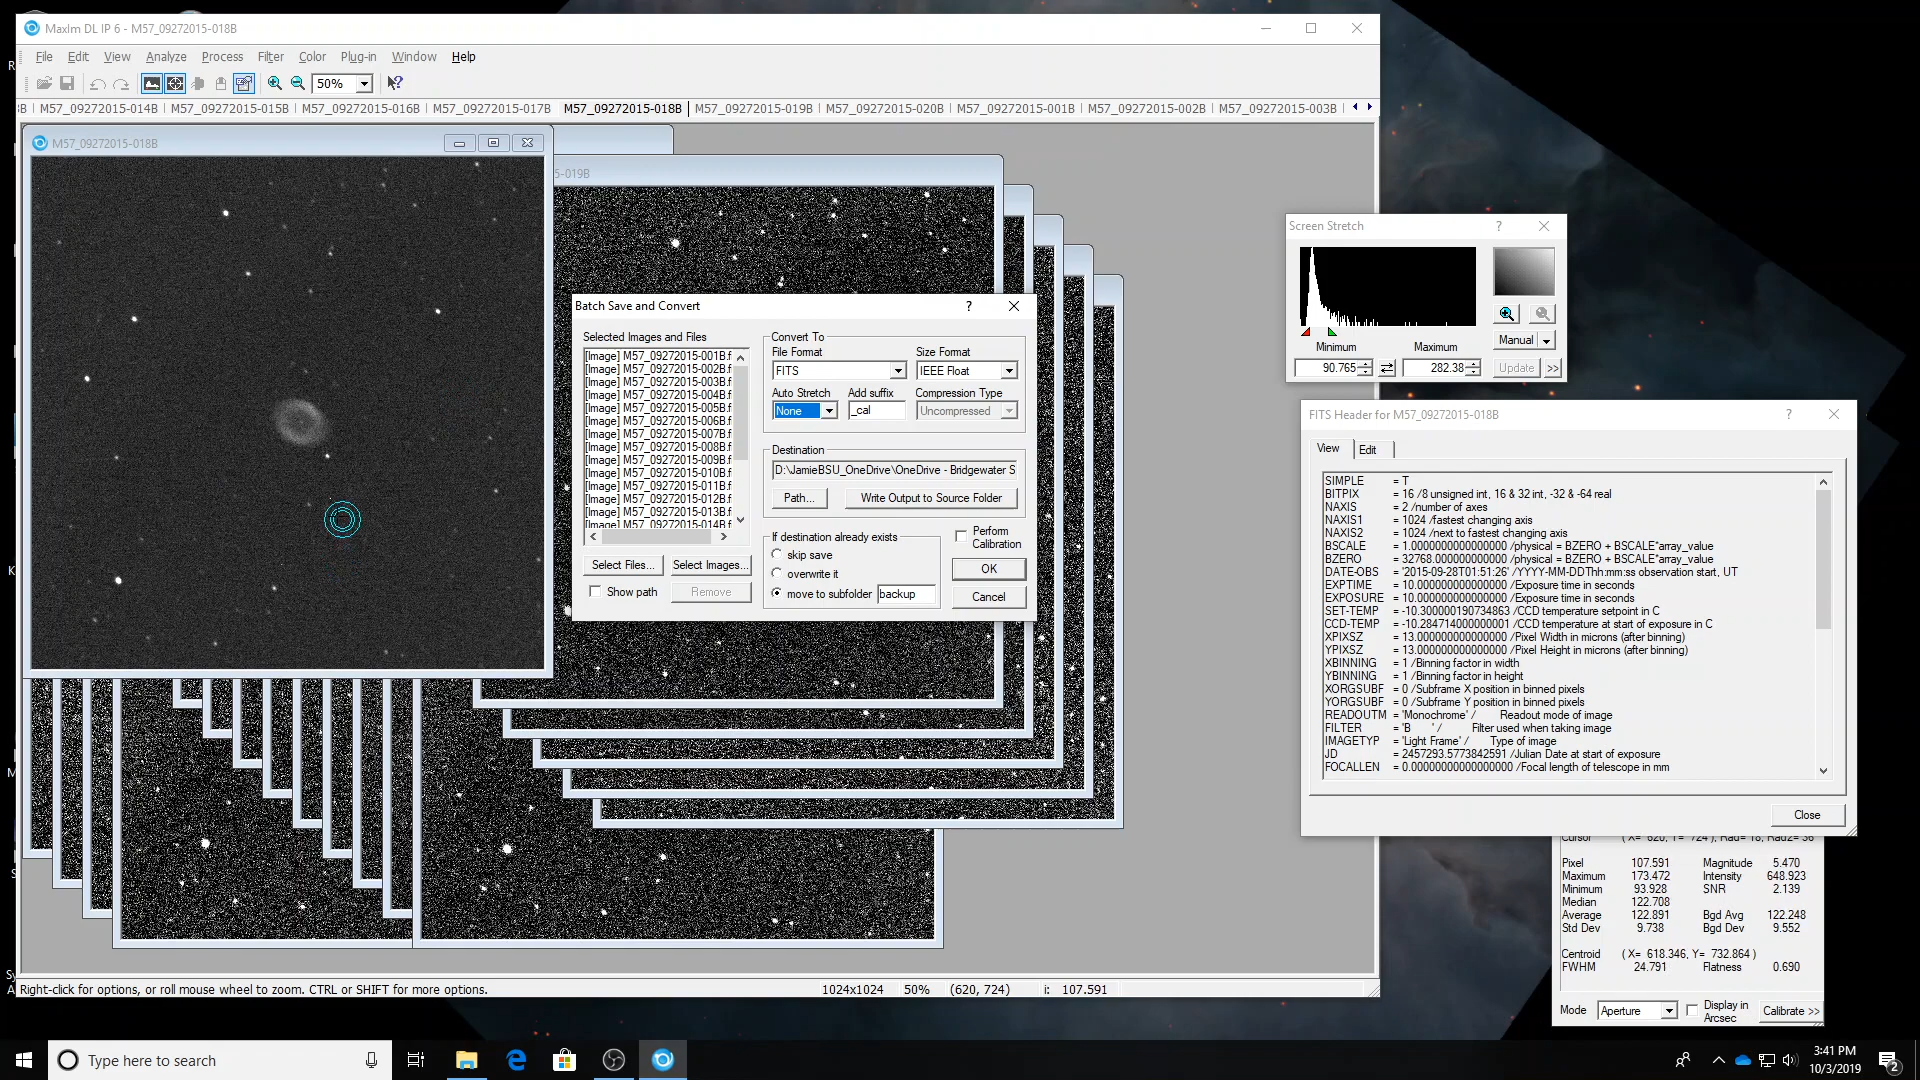 MaxIm DL IP 6 - M57_09272015-018B
File Edit View Analyze Process Filter Color Plug-in Window Help
50%
3B M57_09272015-014B M57_09272015-015B M57_09272015-016B M57_09272015-017B M57_09272015-018B M57_09272015-019B M57_09272015-020B M57_09272015-001B M57_09272015-002B M57_09272015-003B
M57_09272015-018B
15-019B
Batch Save and Convert ?
Selected Images and Files
[Image] M57_09272015-001B.f
[Image] M57_09272015-002B.f
[Image] M57_09272015-003B.f
[Image] M57_09272015-004B.f
[Image] M57_09272015-005B.f
[Image] M57_09272015-006B.f
[Image] M57_09272015-007B.f
[Image] M57_09272015-008B.f
[Image] M57_09272015-009B.f
[Image] M57_09272015-010B.f
[Image] M57_09272015-011B.f
[Image] M57_09272015-012B.f
[Image] M57_09272015-013B.f
[Image] M57_09272015-014B.f
Select Files... Select Images...
Show path Remove
Convert To
File Format Size Format
FITS IEEE Float
Auto Stretch Add suffix Compression Type
None _cal Uncompressed
Destination
D:\JamieBSU_OneDrive\OneDrive - Bridgewater S
Path... Write Output to Source Folder
If destination already exists
skip save
overwrite it
move to subfolder backup
Perform
Calibration
OK
Cancel
Screen Stretch ?
Manual
Minimum Maximum
90.765 282.38 Update >>
FITS Header for M57_09272015-018B ?
View Edit
SIMPLE = T
BITPIX = 16 /8 unsigned int, 16 & 32 int, -32 & -64 real
NAXIS = 2 /number of axes
NAXIS1 = 1024 /fastest changing axis
NAXIS2 = 1024 /next to fastest changing axis
BSCALE = 1.0000000000000000 /physical = BZERO + BSCALE*array_value
BZERO = 32768.000000000000 /physical = BZERO + BSCALE*array_value
DATE-OBS = '2015-09-28T01:51:26' /YYYY-MM-DDThh:mm:ss observation start, UT
EXPTIME = 10.000000000000000 /Exposure time in seconds
EXPOSURE = 10.000000000000000 /Exposure time in seconds
SET-TEMP = -10.300000190734863 /CCD temperature setpoint in C
CCD-TEMP = -10.284714000000001 /CCD temperature at start of exposure in C
XPIXSZ = 13.000000000000000 /Pixel Width in microns (after binning)
YPIXSZ = 13.000000000000000 /Pixel Height in microns (after binning)
XBINNING = 1 /Binning factor in width
YBINNING = 1 /Binning factor in height
XORGSUBF = 0 /Subframe X position in binned pixels
YORGSUBF = 0 /Subframe Y position in binned pixels
READOUTM = 'Monochrome' / Readout mode of image
FILTER = 'B ' / Filter used when taking image
IMAGETYP = 'Light Frame' / Type of image
JD = 2457293.5773842591 /Julian Date at start of exposure
FOCALLEN = 0.00000000000000000 /Focal length of telescope in mm
Close
Cursor ( X= 620, Y= 724 ), Rad= 18, Rad2= 36
Pixel 107.591 Magnitude 5.470
Maximum 173.472 Intensity 648.923
Minimum 93.928 SNR 2.139
Median 122.708
Average 122.891 Bgd Avg 122.248
Std Dev 9.738 Bgd Dev 9.552
Centroid ( X= 618.346, Y= 732.864 )
FWHM 24.791 Flatness 0.690
Mode Aperture Display in
Arcsec Calibrate >>
Right-click for options, or roll mouse wheel to zoom. CTRL or SHIFT for more options. 1024x1024 50% (620, 724) i: 107.591
Type here to search
3:41 PM
10/3/2019
2